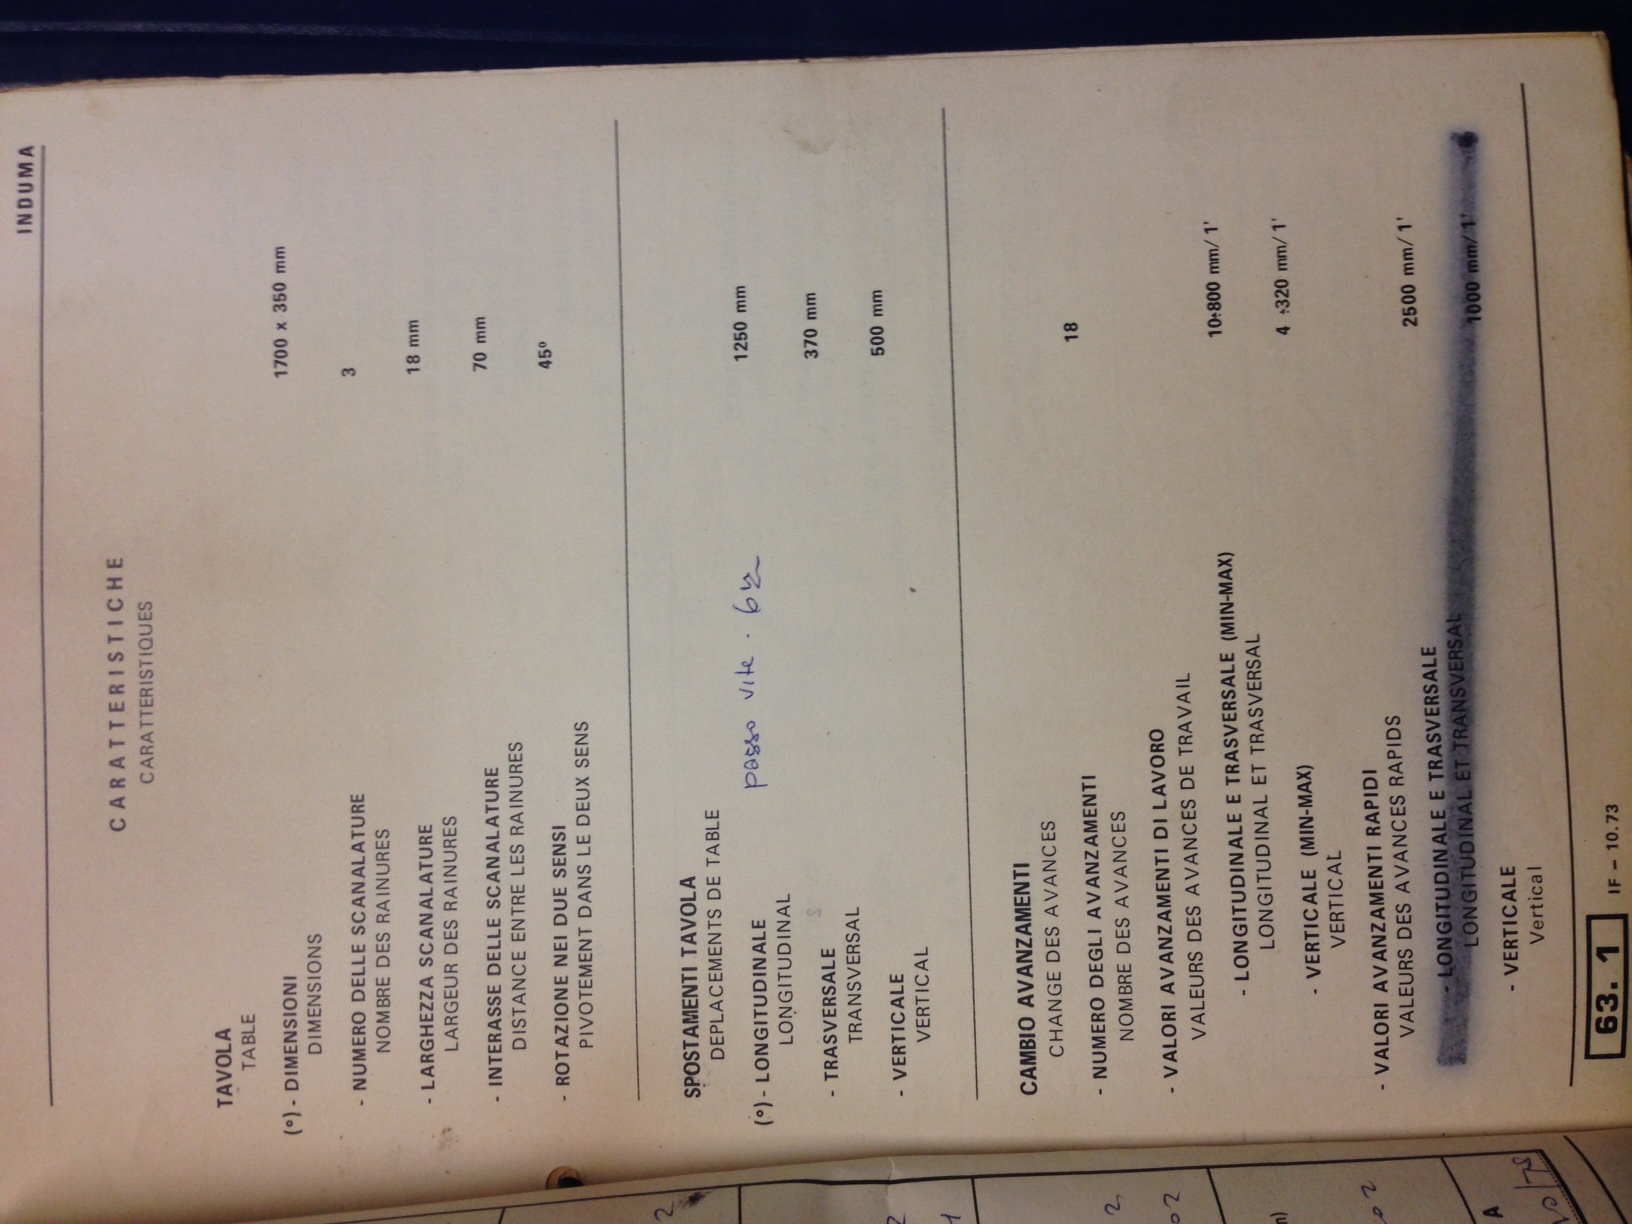 INDUMA
CARATTERISTICHE
CARATTERISTIQUES
TAVOLA
TABLE
(º) - DIMENSIONI 1700 x 350 mm
DIMENSIONS
- NUMERO DELLE SCANALATURE 3
NOMBRE DES RAINURES
- LARGHEZZA SCANALATURE 18 mm
LARGEUR DES RAINURES
- INTERASSE DELLE SCANALATURE 70 mm
DISTANCE ENTRE LES RAINURES
- ROTAZIONE NEI DUE SENSI 45º
PIVOTEMENT DANS LE DEUX SENS
SPOSTAMENTI TAVOLA
DEPLACEMENTS DE TABLE
(º) - LONGITUDINALE passo vite . 1250 mm
LONGITUDINAL
- TRASVERSALE 370 mm
TRANSVERSAL
- VERTICALE 500 mm
VERTICAL
CAMBIO AVANZAMENTI
CHANGE DES AVANCES
- NUMERO DEGLI AVANZAMENTI 18
NOMBRE DES AVANCES
- VALORI AVANZAMENTI DI LAVORO
VALEURS DES AVANCES DE TRAVAIL
- LONGITUDINALE E TRASVERSALE (MIN-MAX) 10÷800 mm/1'
LONGITUDINAL ET TRASVERSAL
- VERTICALE (MIN-MAX) 4 ÷320 mm/1'
VERTICAL
- VALORI AVANZAMENTI RAPIDI
VALEURS DES AVANCES RAPIDS
- LONGITUDINALE E TRASVERSALE 2500 mm/1'
LONGITUDINAL ET TRANSVERSAL
- VERTICALE 1000 mm/1'
Vertical
63. 1 IF – 10.73